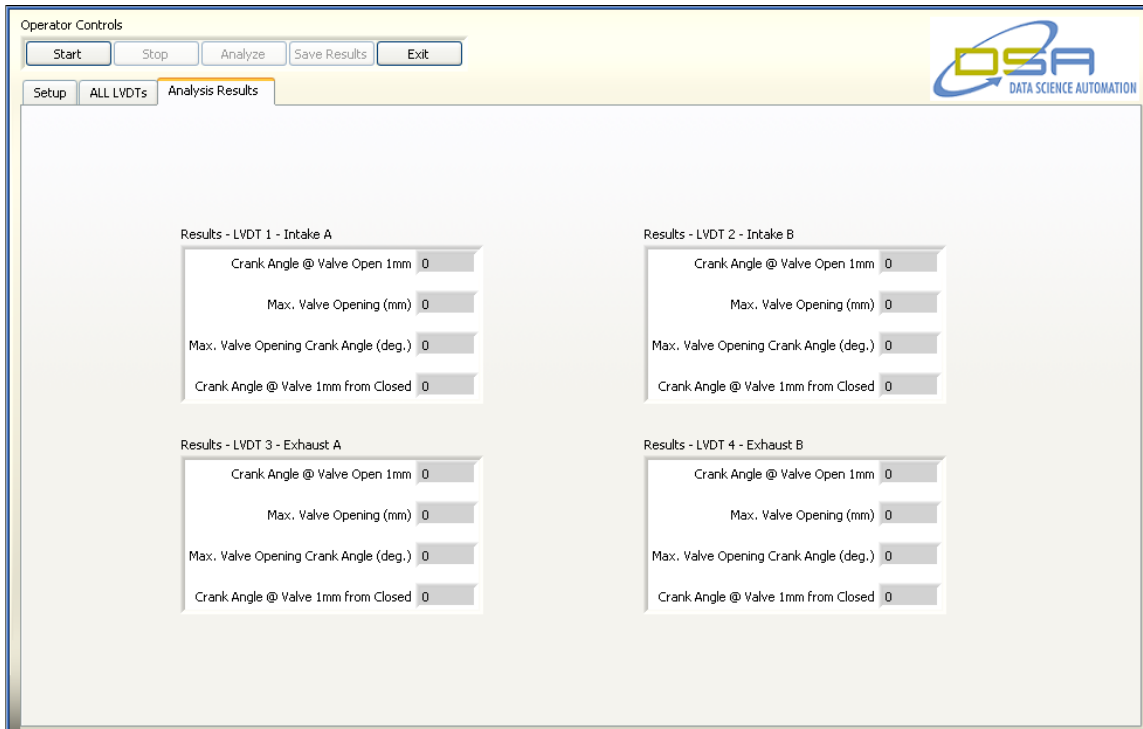 Operator Controls
Start Stop Analyze Save Results Exit
DSA
DATA SCIENCE AUTOMATION
Setup ALL LVDTs Analysis Results
Results - LVDT 1 - Intake A
Crank Angle @ Valve Open 1mm 0
Max. Valve Opening (mm) 0
Max. Valve Opening Crank Angle (deg.) 0
Crank Angle @ Valve 1mm from Closed 0
Results - LVDT 2 - Intake B
Crank Angle @ Valve Open 1mm 0
Max. Valve Opening (mm) 0
Max. Valve Opening Crank Angle (deg.) 0
Crank Angle @ Valve 1mm from Closed 0
Results - LVDT 3 - Exhaust A
Crank Angle @ Valve Open 1mm 0
Max. Valve Opening (mm) 0
Max. Valve Opening Crank Angle (deg.) 0
Crank Angle @ Valve 1mm from Closed 0
Results - LVDT 4 - Exhaust B
Crank Angle @ Valve Open 1mm 0
Max. Valve Opening (mm) 0
Max. Valve Opening Crank Angle (deg.) 0
Crank Angle @ Valve 1mm from Closed 0